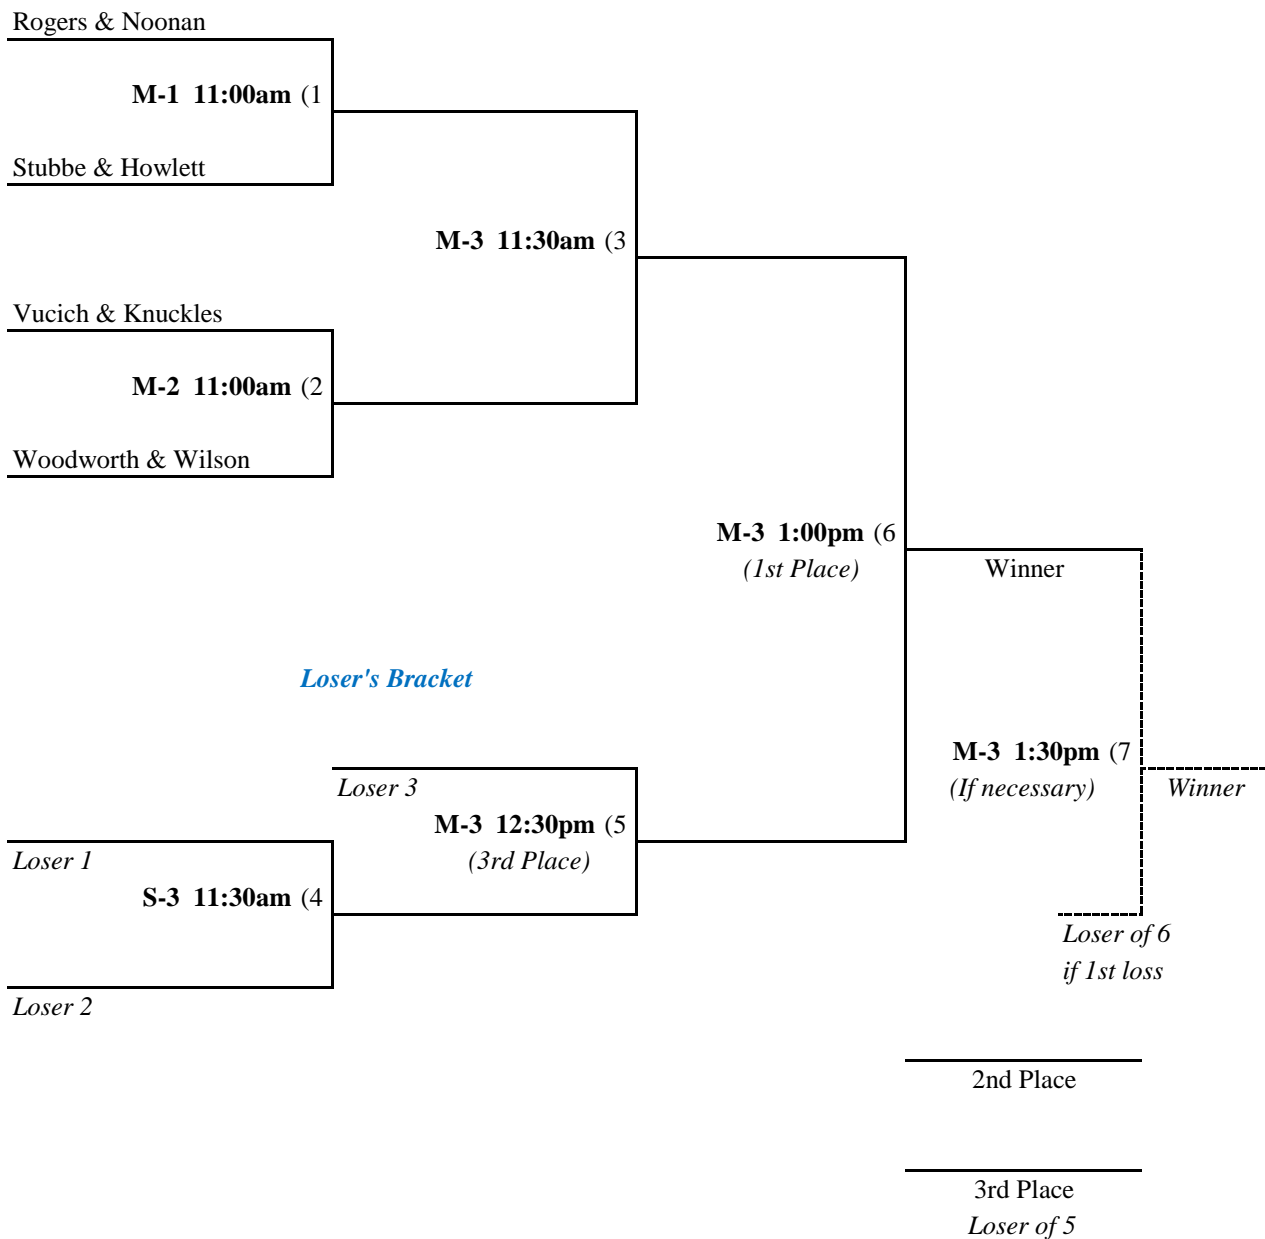 Rogers & Noonan
M-1 11:00am (1
Stubbe & Howlett
M-3 11:30am (3
Vucich & Knuckles
M-2 11:00am (2
Woodworth & Wilson
M-3 1:00pm (6
(1st Place)
Winner
Loser's Bracket
M-3 1:30pm (7
(If necessary)
Winner
Loser 3
M-3 12:30pm (5
(3rd Place)
Loser 1
S-3 11:30am (4
Loser of 6
if 1st loss
Loser 2
2nd Place
3rd Place
Loser of 5